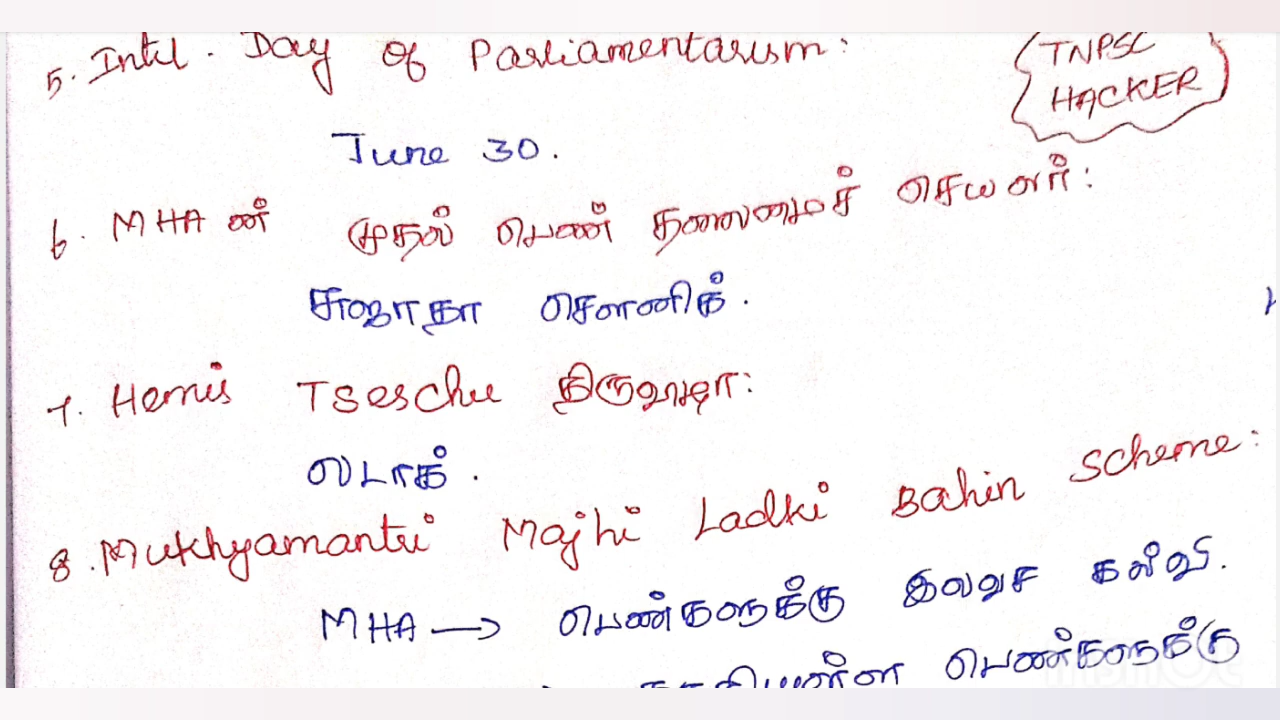 5. Intl. Day of Parliamentarism:
TNPSC
HACKER
June 30.
6. MHA ன் முதல் பெண் தலைமைச் செயலர்:
சுஜாதா சௌனிக்.
7. Hemis Tseschu திருவிழா:
லடாக்.
8. Mukhyamantri Majhi Ladki Bahin Scheme:
MHA → பெண்களுக்கு இலவச கல்வி.
பெண்களுக்கு